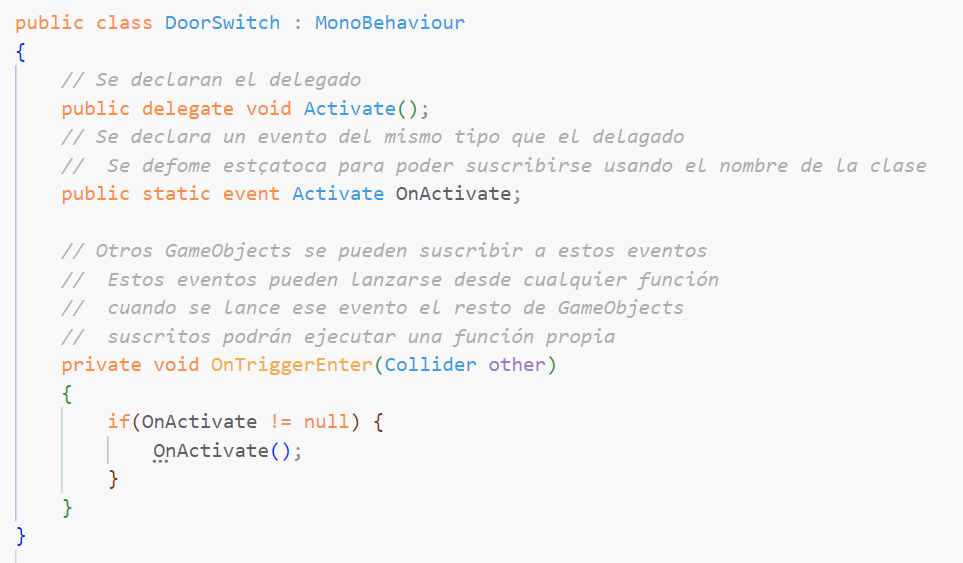 public class DoorSwitch : MonoBehaviour
{
// Se declaran el delegado
public delegate void Activate();
// Se declara un evento del mismo tipo que el delagado
//  Se defome estçatoca para poder suscribirse usando el nombre de la clase
public static event Activate OnActivate;
// Otros GameObjects se pueden suscribir a estos eventos
//  Estos eventos pueden lanzarse desde cualquier función
//  cuando se lance ese evento el resto de GameObjects
//  suscritos podrán ejecutar una función propia
private void OnTriggerEnter(Collider other)
{
if(OnActivate != null) {
OnActivate();
}
}
}